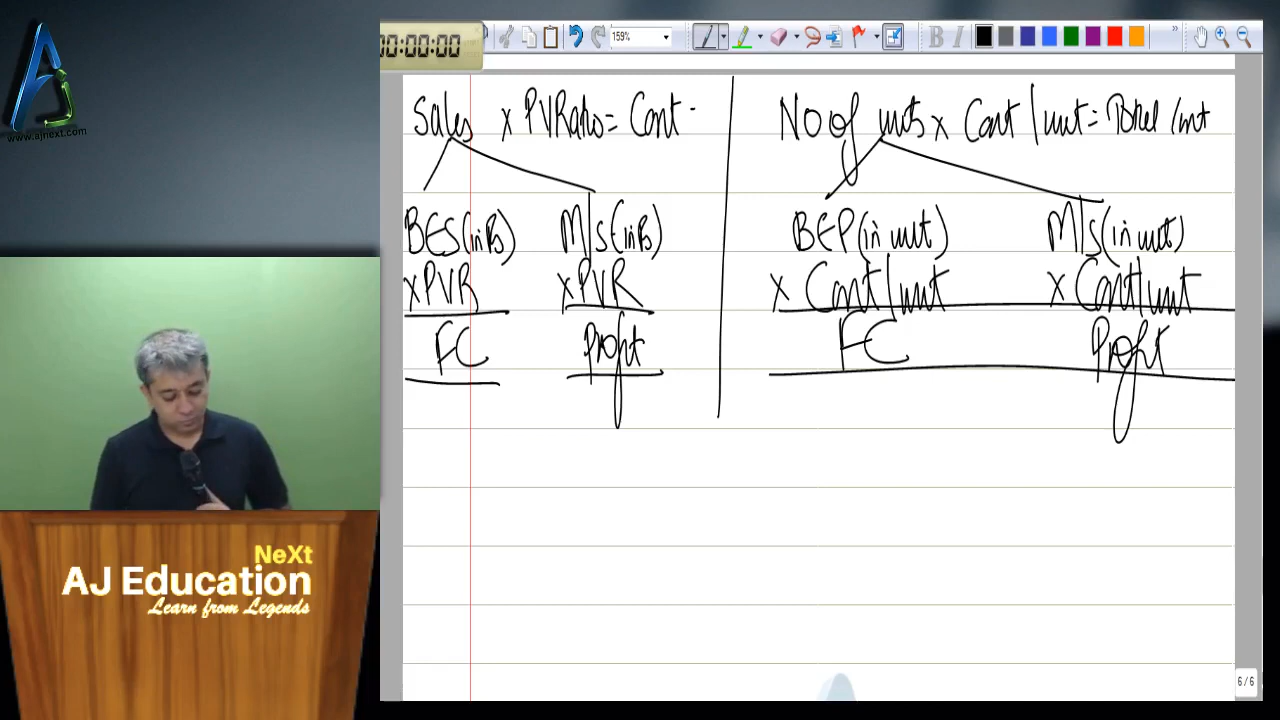 AJ
www.ajnext.com
00:00:00
159%
B I
Sales x PVRatio = Cont
BES (in Rs) M/S (in Rs)
x PVR x PVR
FC Profit
No of units x Cont / unit = Total Cont
BEP (in unit) M/S (in unit)
x Cont / unit x Cont / unit
FC Profit
NeXt
AJ Education
Learn from Legends
6/6